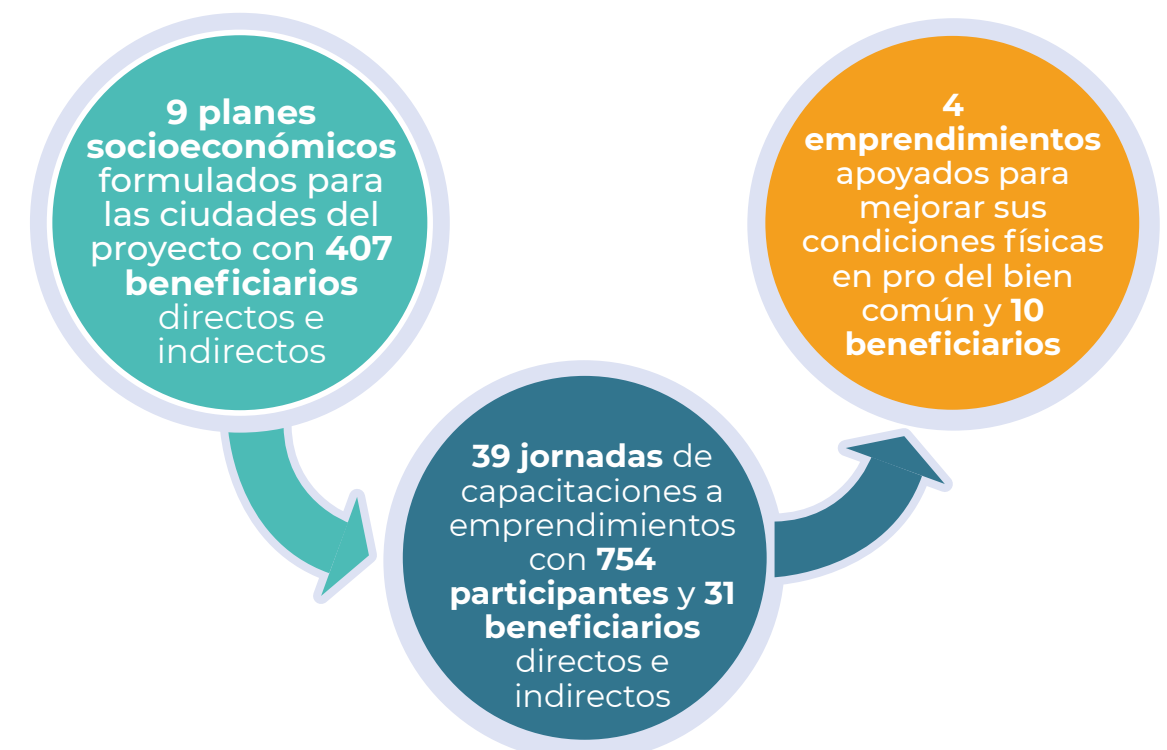 9 planes
socioeconómicos
formulados para
las ciudades del
proyecto con 407
beneficiarios
directos e
indirectos
39 jornadas de
capacitaciones a
emprendimientos
con 754
participantes y 31
beneficiarios
directos e
indirectos
4
emprendimientos
apoyados para
mejorar sus
condiciones físicas
en pro del bien
común y 10
beneficiarios